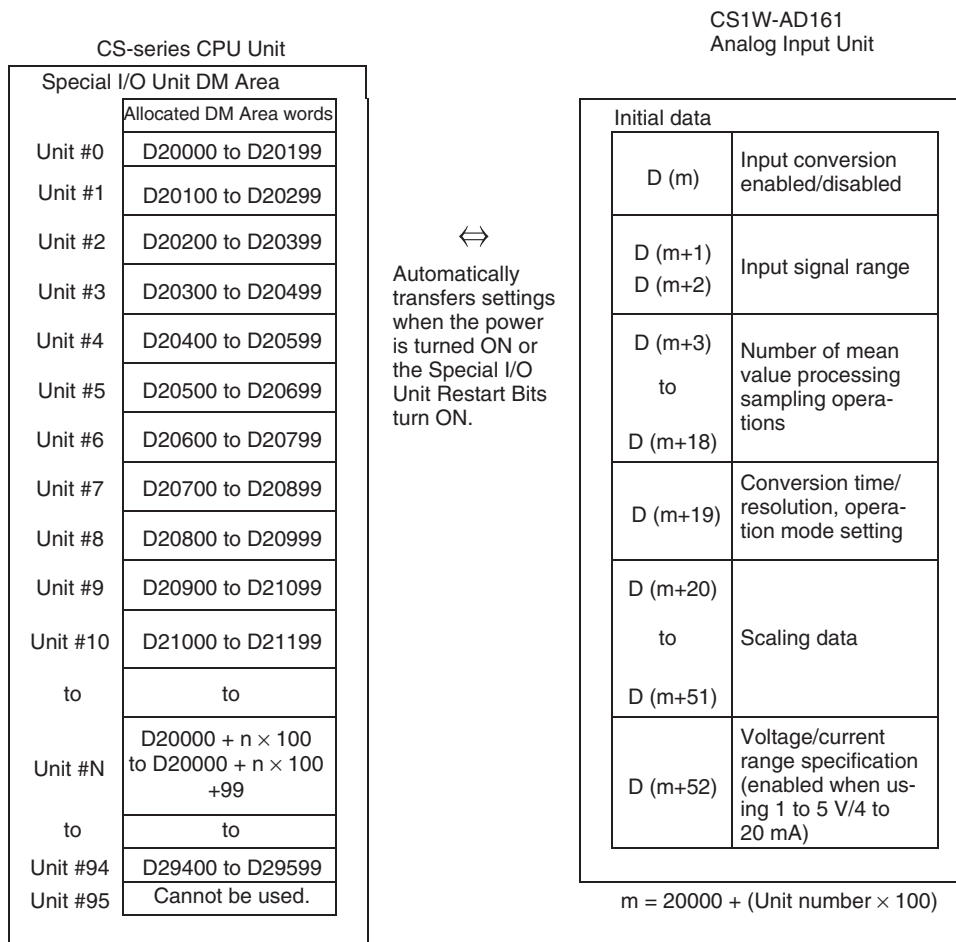 CS-series CPU Unit
Special I/O Unit DM Area
Allocated DM Area words
Unit #0 D20000 to D20199
Unit #1 D20100 to D20299
Unit #2 D20200 to D20399
Unit #3 D20300 to D20499
Unit #4 D20400 to D20599
Unit #5 D20500 to D20699
Unit #6 D20600 to D20799
Unit #7 D20700 to D20899
Unit #8 D20800 to D20999
Unit #9 D20900 to D21099
Unit #10 D21000 to D21199
to to
Unit #N
D20000 + n × 100
to D20000 + n × 100
+99
to to
Unit #94 D29400 to D29599
Unit #95 Cannot be used.
⇔
Automatically
transfers settings
when the power
is turned ON or
the Special I/O
Unit Restart Bits
turn ON.
CS1W-AD161
Analog Input Unit
Initial data
D (m)
Input conversion
enabled/disabled
D (m+1)
D (m+2)
Input signal range
D (m+3)
to
D (m+18)
Number of mean
value processing
sampling opera-
tions
D (m+19)
Conversion time/
resolution, opera-
tion mode setting
D (m+20)
to
D (m+51)
Scaling data
D (m+52)
Voltage/current
range specification
(enabled when us-
ing 1 to 5 V/4 to
20 mA)
m = 20000 + (Unit number × 100)